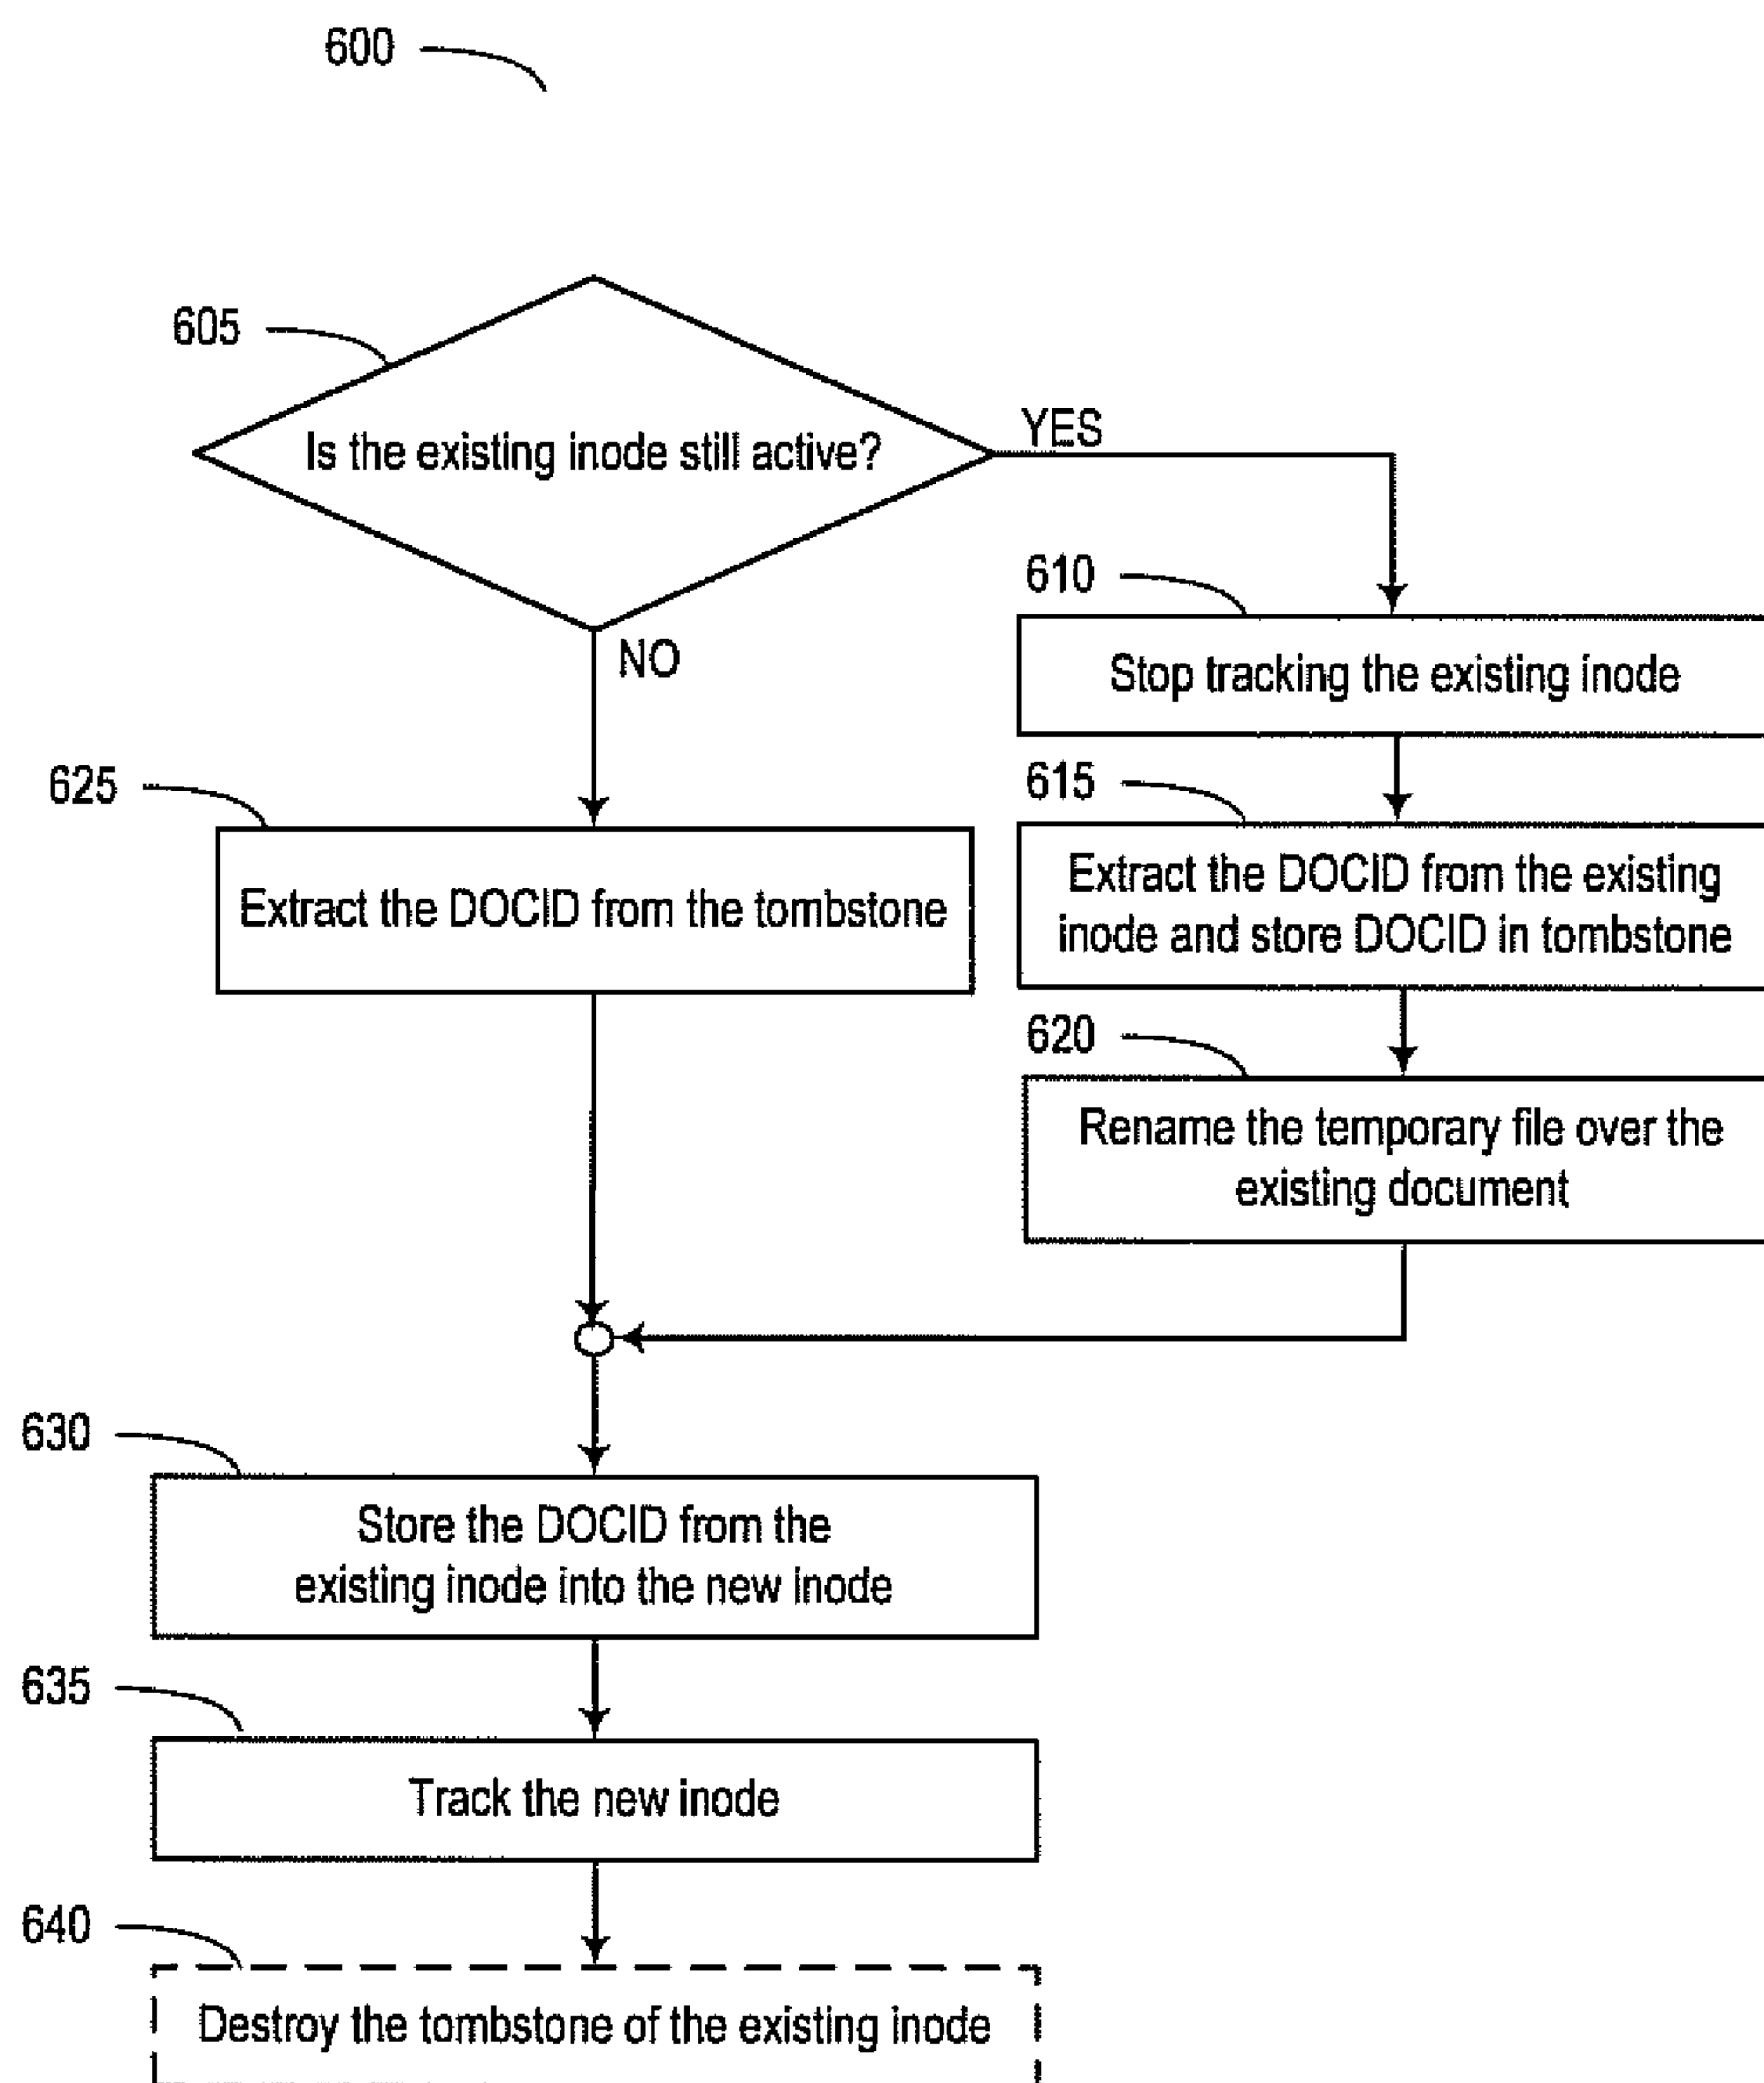 600
605
Is the existing inode still active?
YES
NO
610
Stop tracking the existing inode
615
Extract the DOCID from the existing
inode and store DOCID in tombstone
620
Rename the temporary file over the
existing document
625
Extract the DOCID from the tombstone
630
Store the DOCID from the
existing inode into the new inode
635
Track the new inode
640
Destroy the tombstone of the existing inode